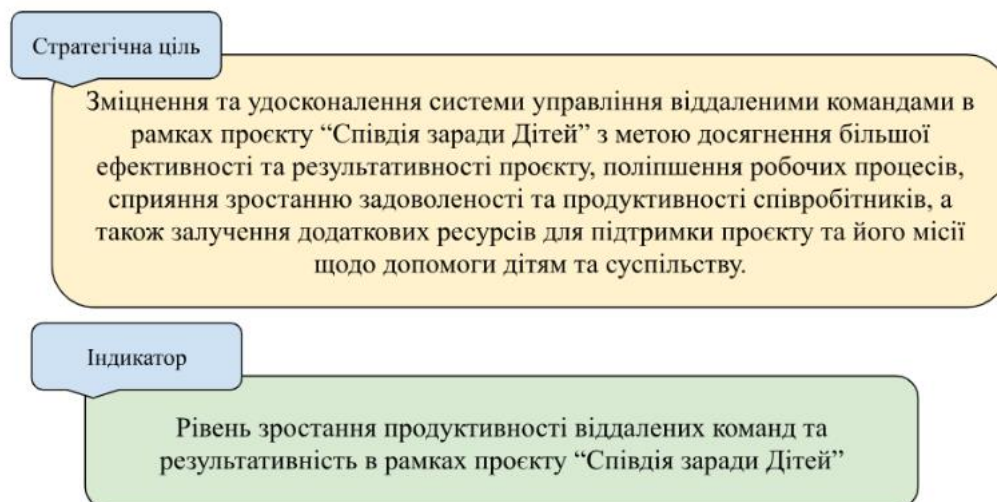 Стратегічна ціль
Зміцнення та удосконалення системи управління віддаленими командами в
рамках проєкту “Співдія заради Дітей” з метою досягнення більшої
ефективності та результативності проєкту, поліпшення робочих процесів,
сприяння зростанню задоволеності та продуктивності співробітників, а
також залучення додаткових ресурсів для підтримки проєкту та його місії
щодо допомоги дітям та суспільству.
Індикатор
Рівень зростання продуктивності віддалених команд та
результативність в рамках проєкту “Співдія заради Дітей”